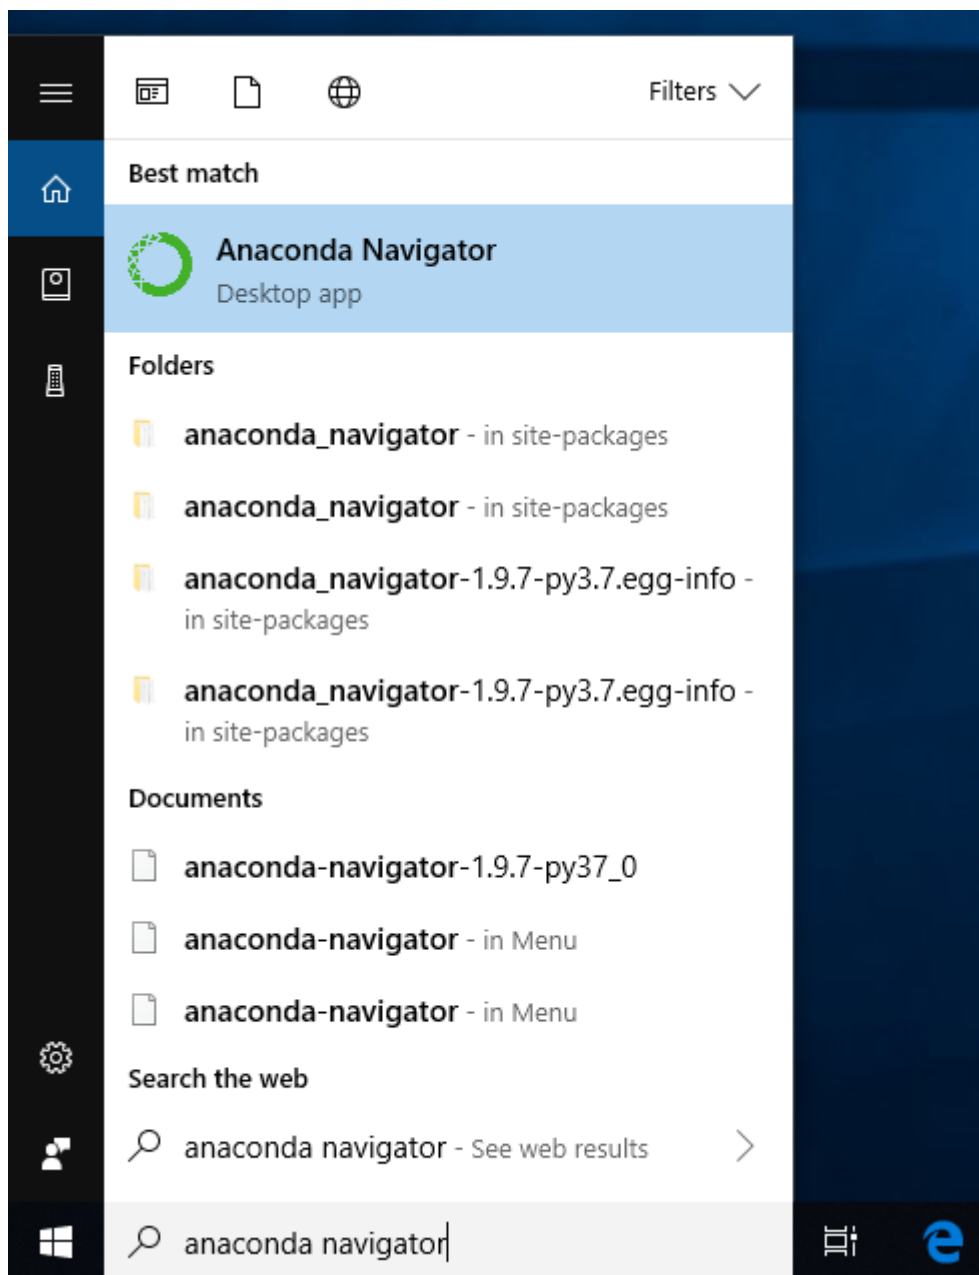 Filters
Best match
Anaconda Navigator
Desktop app
Folders
anaconda_navigator - in site-packages
anaconda_navigator - in site-packages
anaconda_navigator-1.9.7-py3.7.egg-info -
in site-packages
anaconda_navigator-1.9.7-py3.7.egg-info -
in site-packages
Documents
anaconda-navigator-1.9.7-py37_0
anaconda-navigator - in Menu
anaconda-navigator - in Menu
Search the web
anaconda navigator - See web results
anaconda navigator